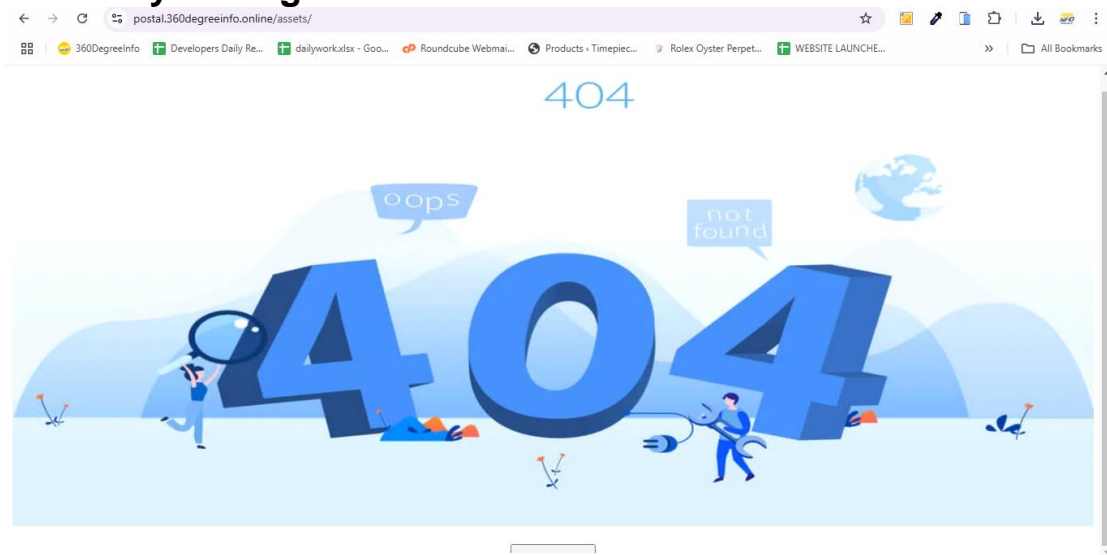 postal.360degreeinfo.online/assets/
360DegreeInfo Developers Daily Re... dailywork.xlsx - Goo... Roundcube Webmai... Products ‹ Timepiec... Rolex Oyster Perpet... WEBSITE LAUNCHE... » All Bookmarks
404
oops
not
found
404